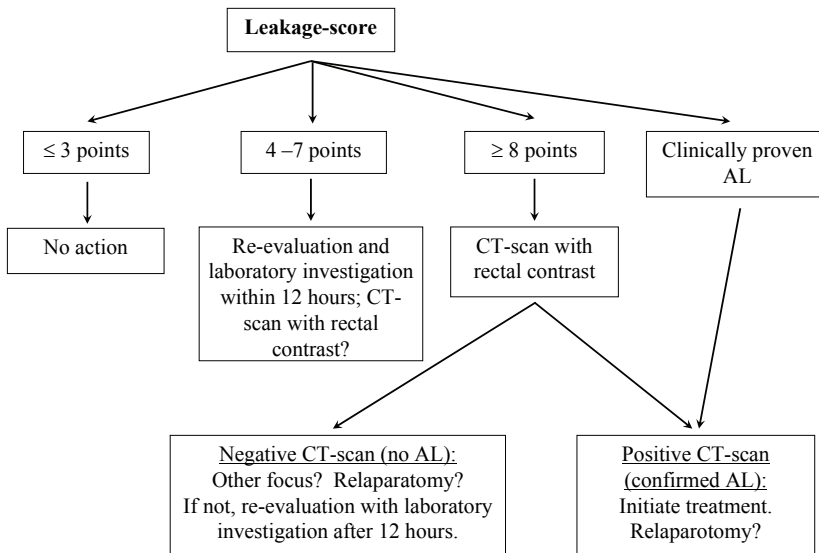 Leakage-score
≤ 3 points
4 –7 points
≥ 8 points
Clinically proven
AL
No action
Re-evaluation and
laboratory investigation
within 12 hours; CT-
scan with rectal
contrast?
CT-scan with
rectal contrast
Negative CT-scan (no AL):
Other focus? Relaparatomy?
If not, re-evaluation with laboratory
investigation after 12 hours.
Positive CT-scan
(confirmed AL):
Initiate treatment.
Relaparotomy?